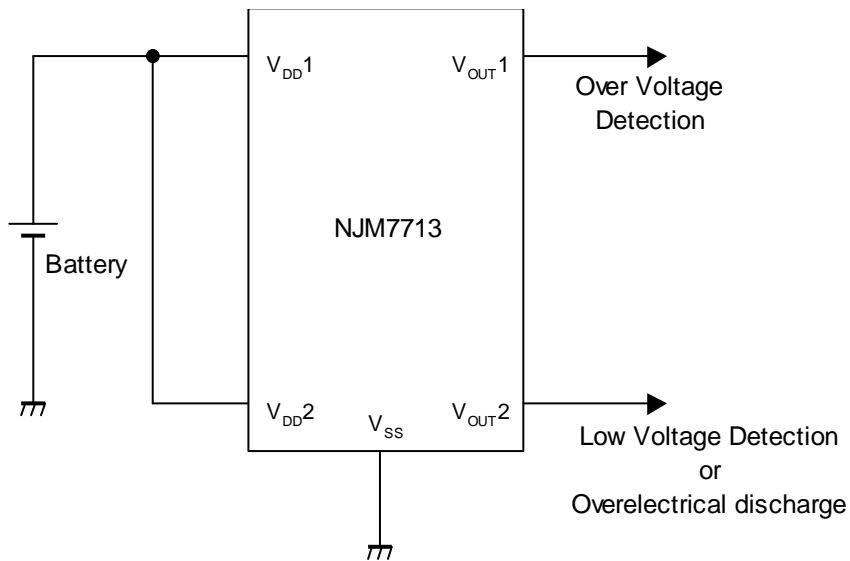 VDD1
VOUT1
Over Voltage
Detection
NJM7713
Battery
VDD2
VSS
VOUT2
Low Voltage Detection
or
Overelectrical discharge